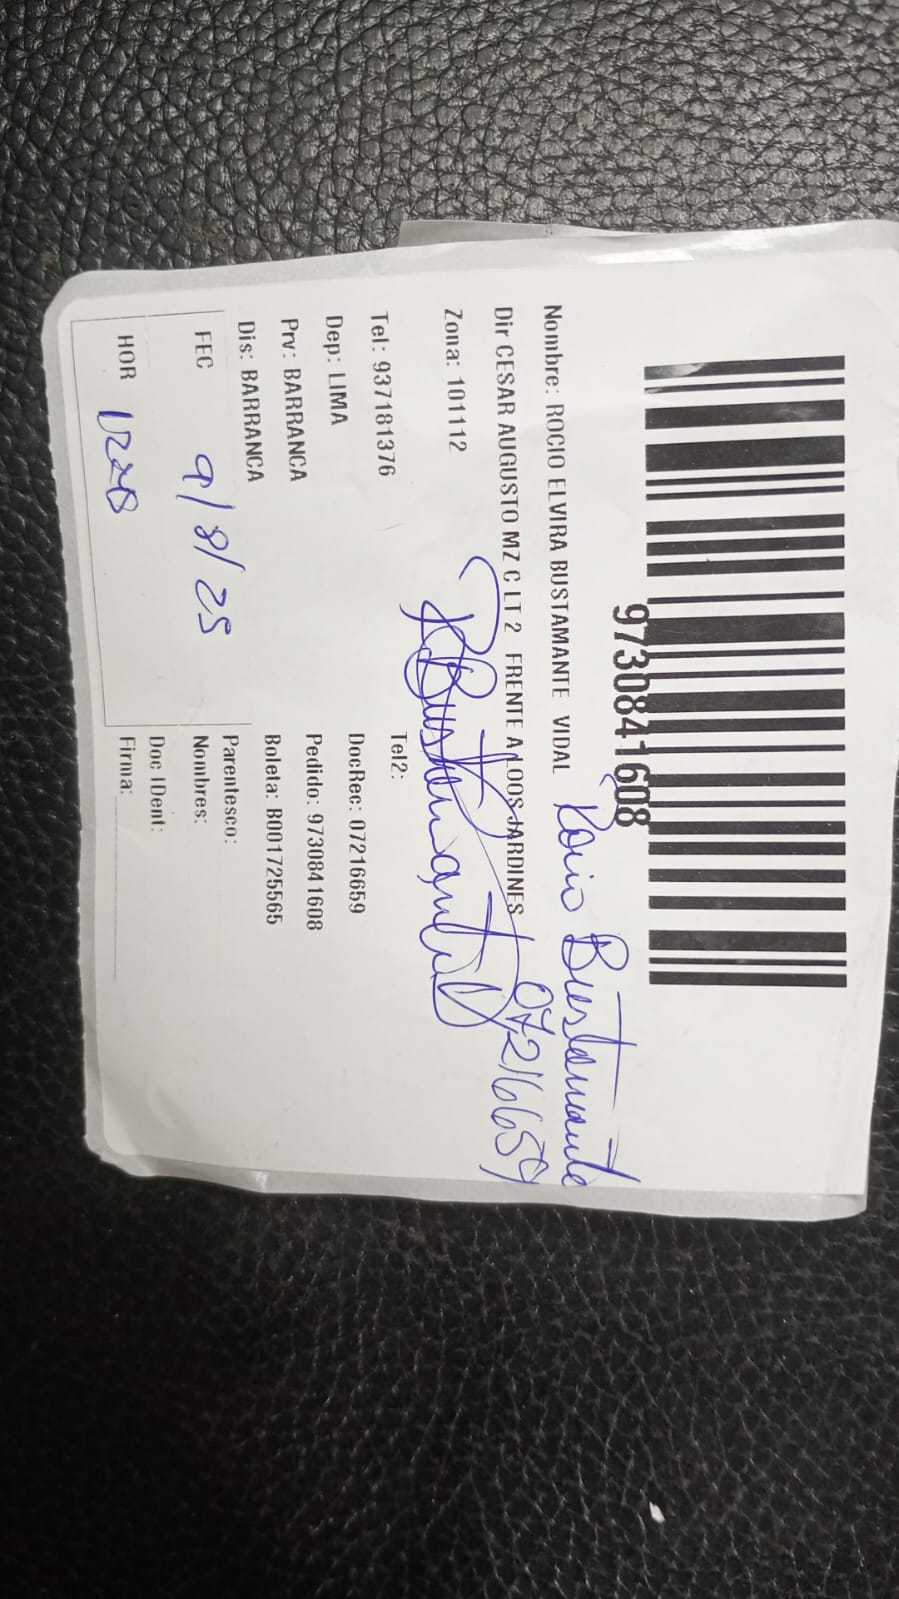 9730841608
Nombre: ROCIO ELVIRA BUSTAMANTE VIDAL
Rocio Bustamante
Dir CESAR AUGUSTO MZ C LT 2 FRENTE A LOOS JARDINES
07216659
Zona: 101112
RBustamanteV
Tel: 937181376
Tel2:
Dep: LIMA
DocRec: 07216659
Prv: BARRANCA
Pedido: 9730841608
Dis: BARRANCA
Boleta: B001725565
FEC 9/8/25
Parentesco:
Nombres:
HOR
Doc IDent:
Firma: